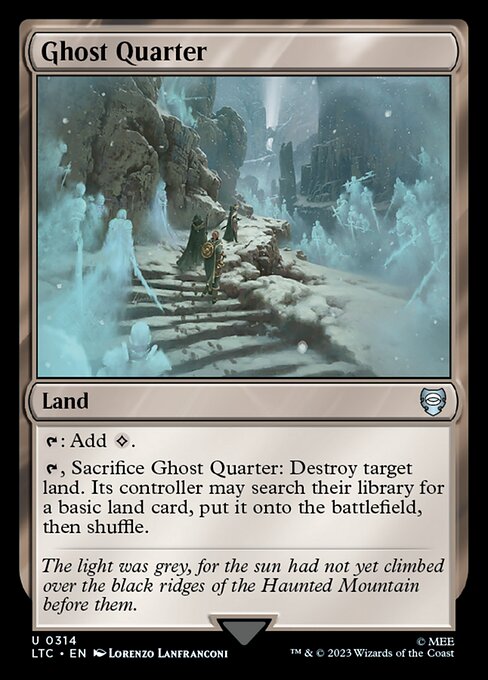 Ghost Quarter
Land
: Add .
, Sacrifice Ghost Quarter: Destroy target
land. Its controller may search their library for
a basic land card, put it onto the battlefield,
then shuffle.
The light was grey, for the sun had not yet climbed
over the black ridges of the Haunted Mountain
before them.
U 0314
LTC • EN Lorenzo Lanfranconi
© MEE
™ & © 2023 Wizards of the Coast